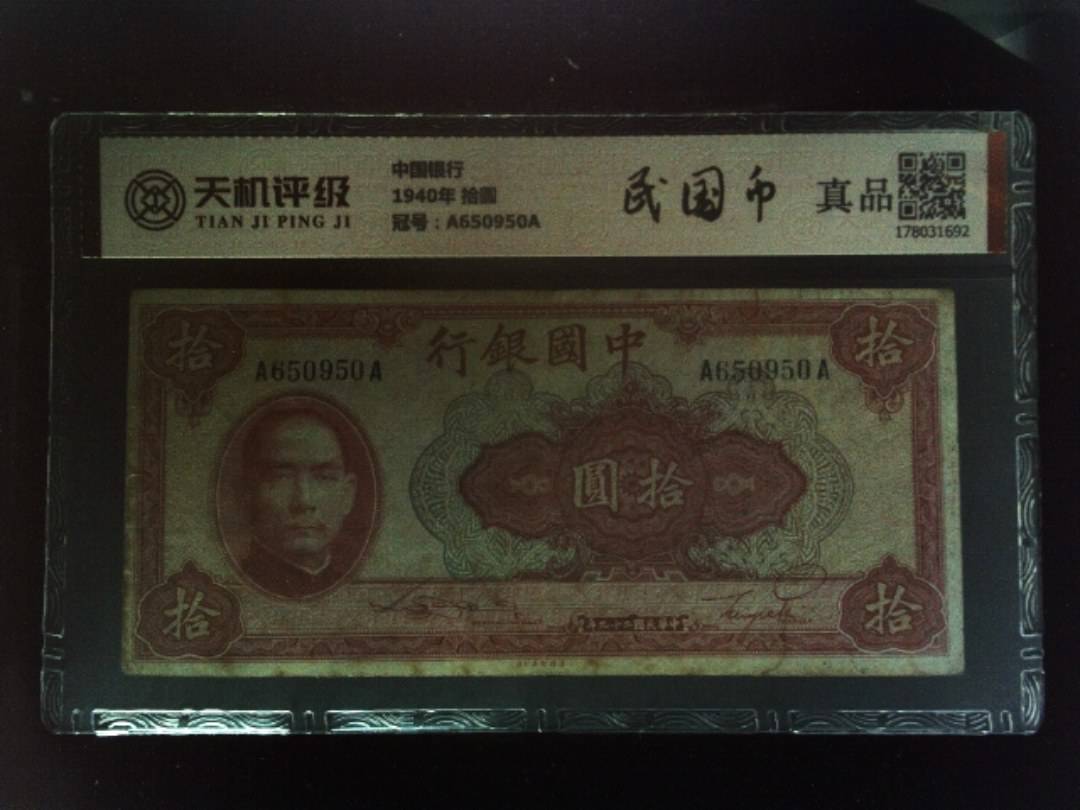 天机评级
TIAN JI PING JI
中国银行
1940年 拾圆
冠号：A650950A
民国币
真品
178031692
拾
行銀國中
拾
A650950A
A650950A
圓拾
拾
拾